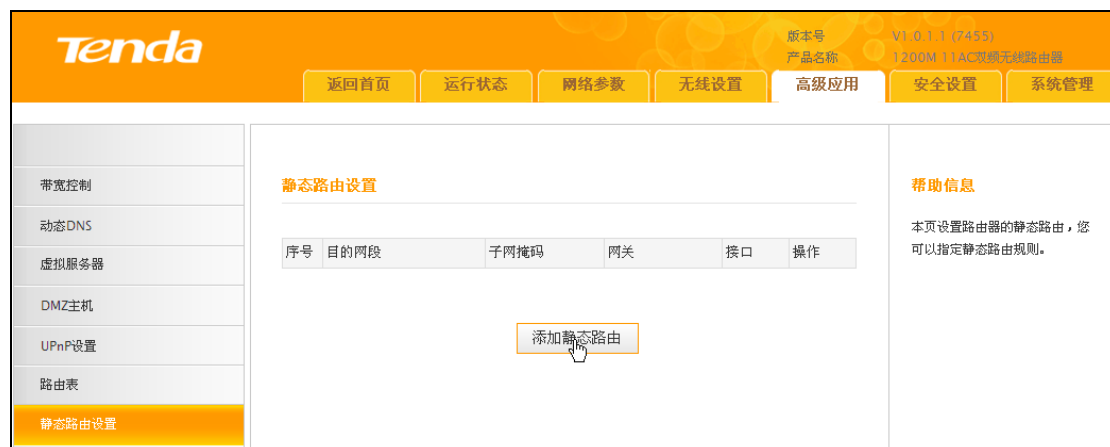 Tenda
版本号 V1.0.1.1 (7455)
产品名称 1200M 11AC双频无线路由器
返回首页 运行状态 网络参数 无线设置 高级应用 安全设置 系统管理
带宽控制
动态DNS
虚拟服务器
DMZ主机
UPnP设置
路由表
静态路由设置
静态路由设置
序号 目的网段 子网掩码 网关 接口 操作
添加静态路由
帮助信息
本页设置路由器的静态路由，您
可以指定静态路由规则。